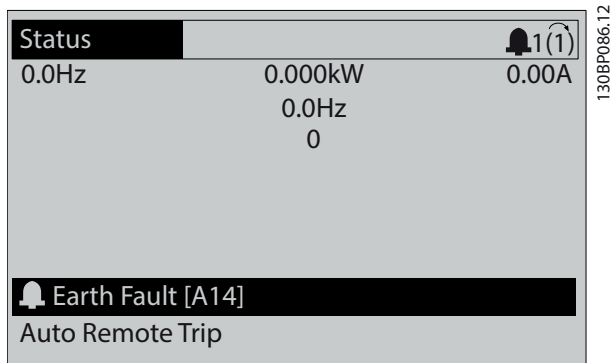 Status 1(1)
0.0Hz 0.000kW 0.00A
0.0Hz
0
Earth Fault [A14]
Auto Remote Trip
130BP086.12